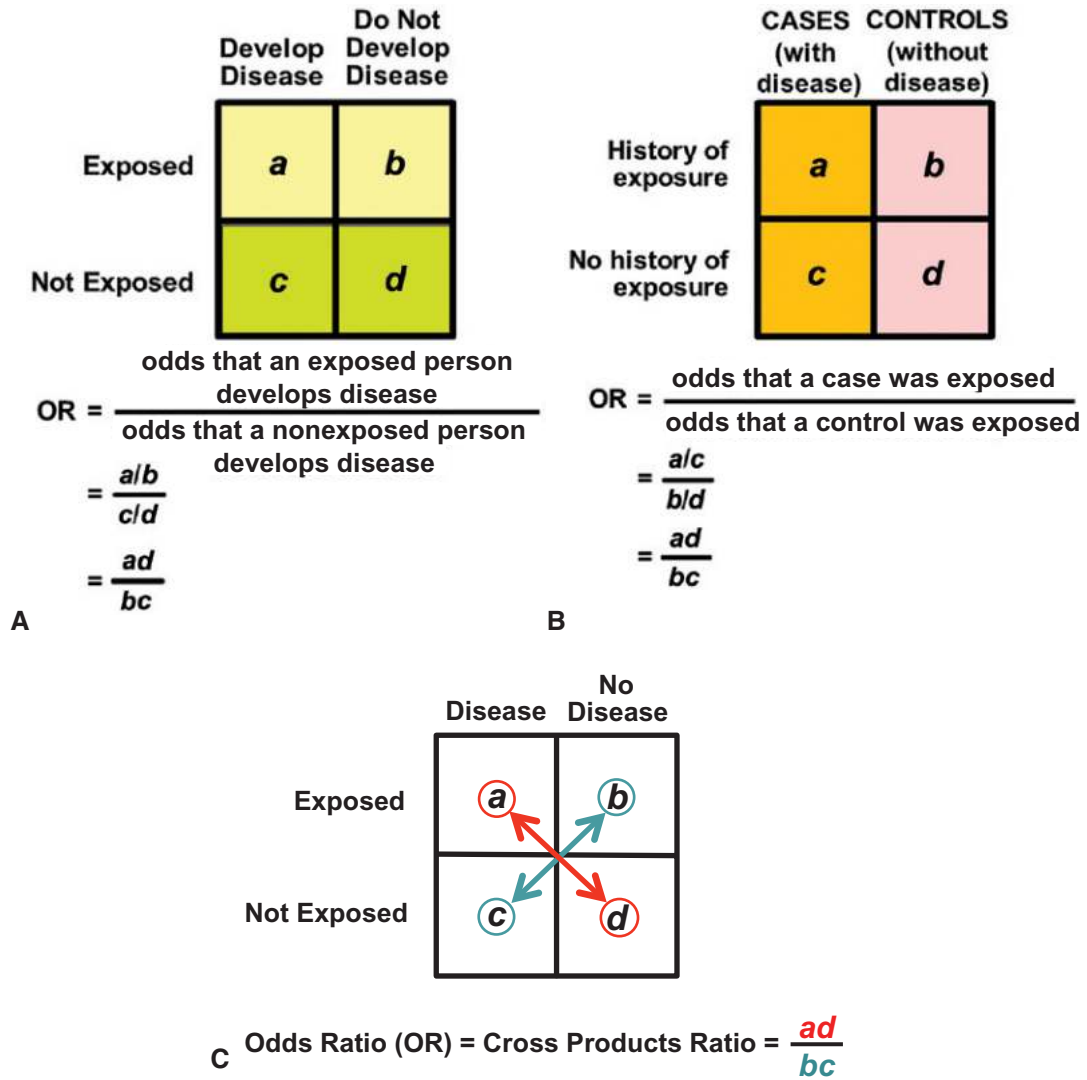 Develop
Disease
Do Not
Develop
Disease
Exposed
a
b
Not Exposed
c
d
OR =
odds that an exposed person
develops disease
odds that a nonexposed person
develops disease
= a/b
c/d
= ad
bc
A
CASES
(with
disease)
CONTROLS
(without
disease)
History of
exposure
a
b
No history of
exposure
c
d
OR =
odds that a case was exposed
odds that a control was exposed
= a/c
b/d
= ad
bc
B
Disease
No
Disease
Exposed
a
b
Not Exposed
c
d
C
Odds Ratio (OR) = Cross Products Ratio = ad
bc